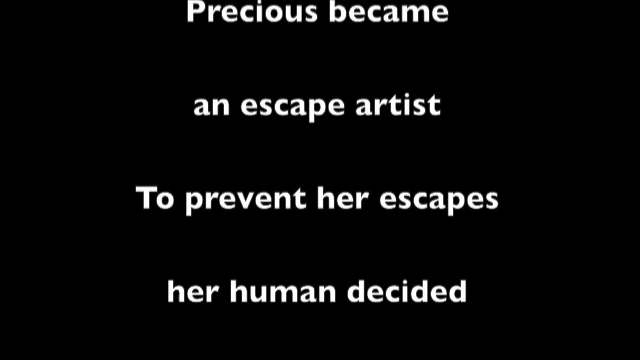 Precious became
an escape artist
To prevent her escapes
her human decided